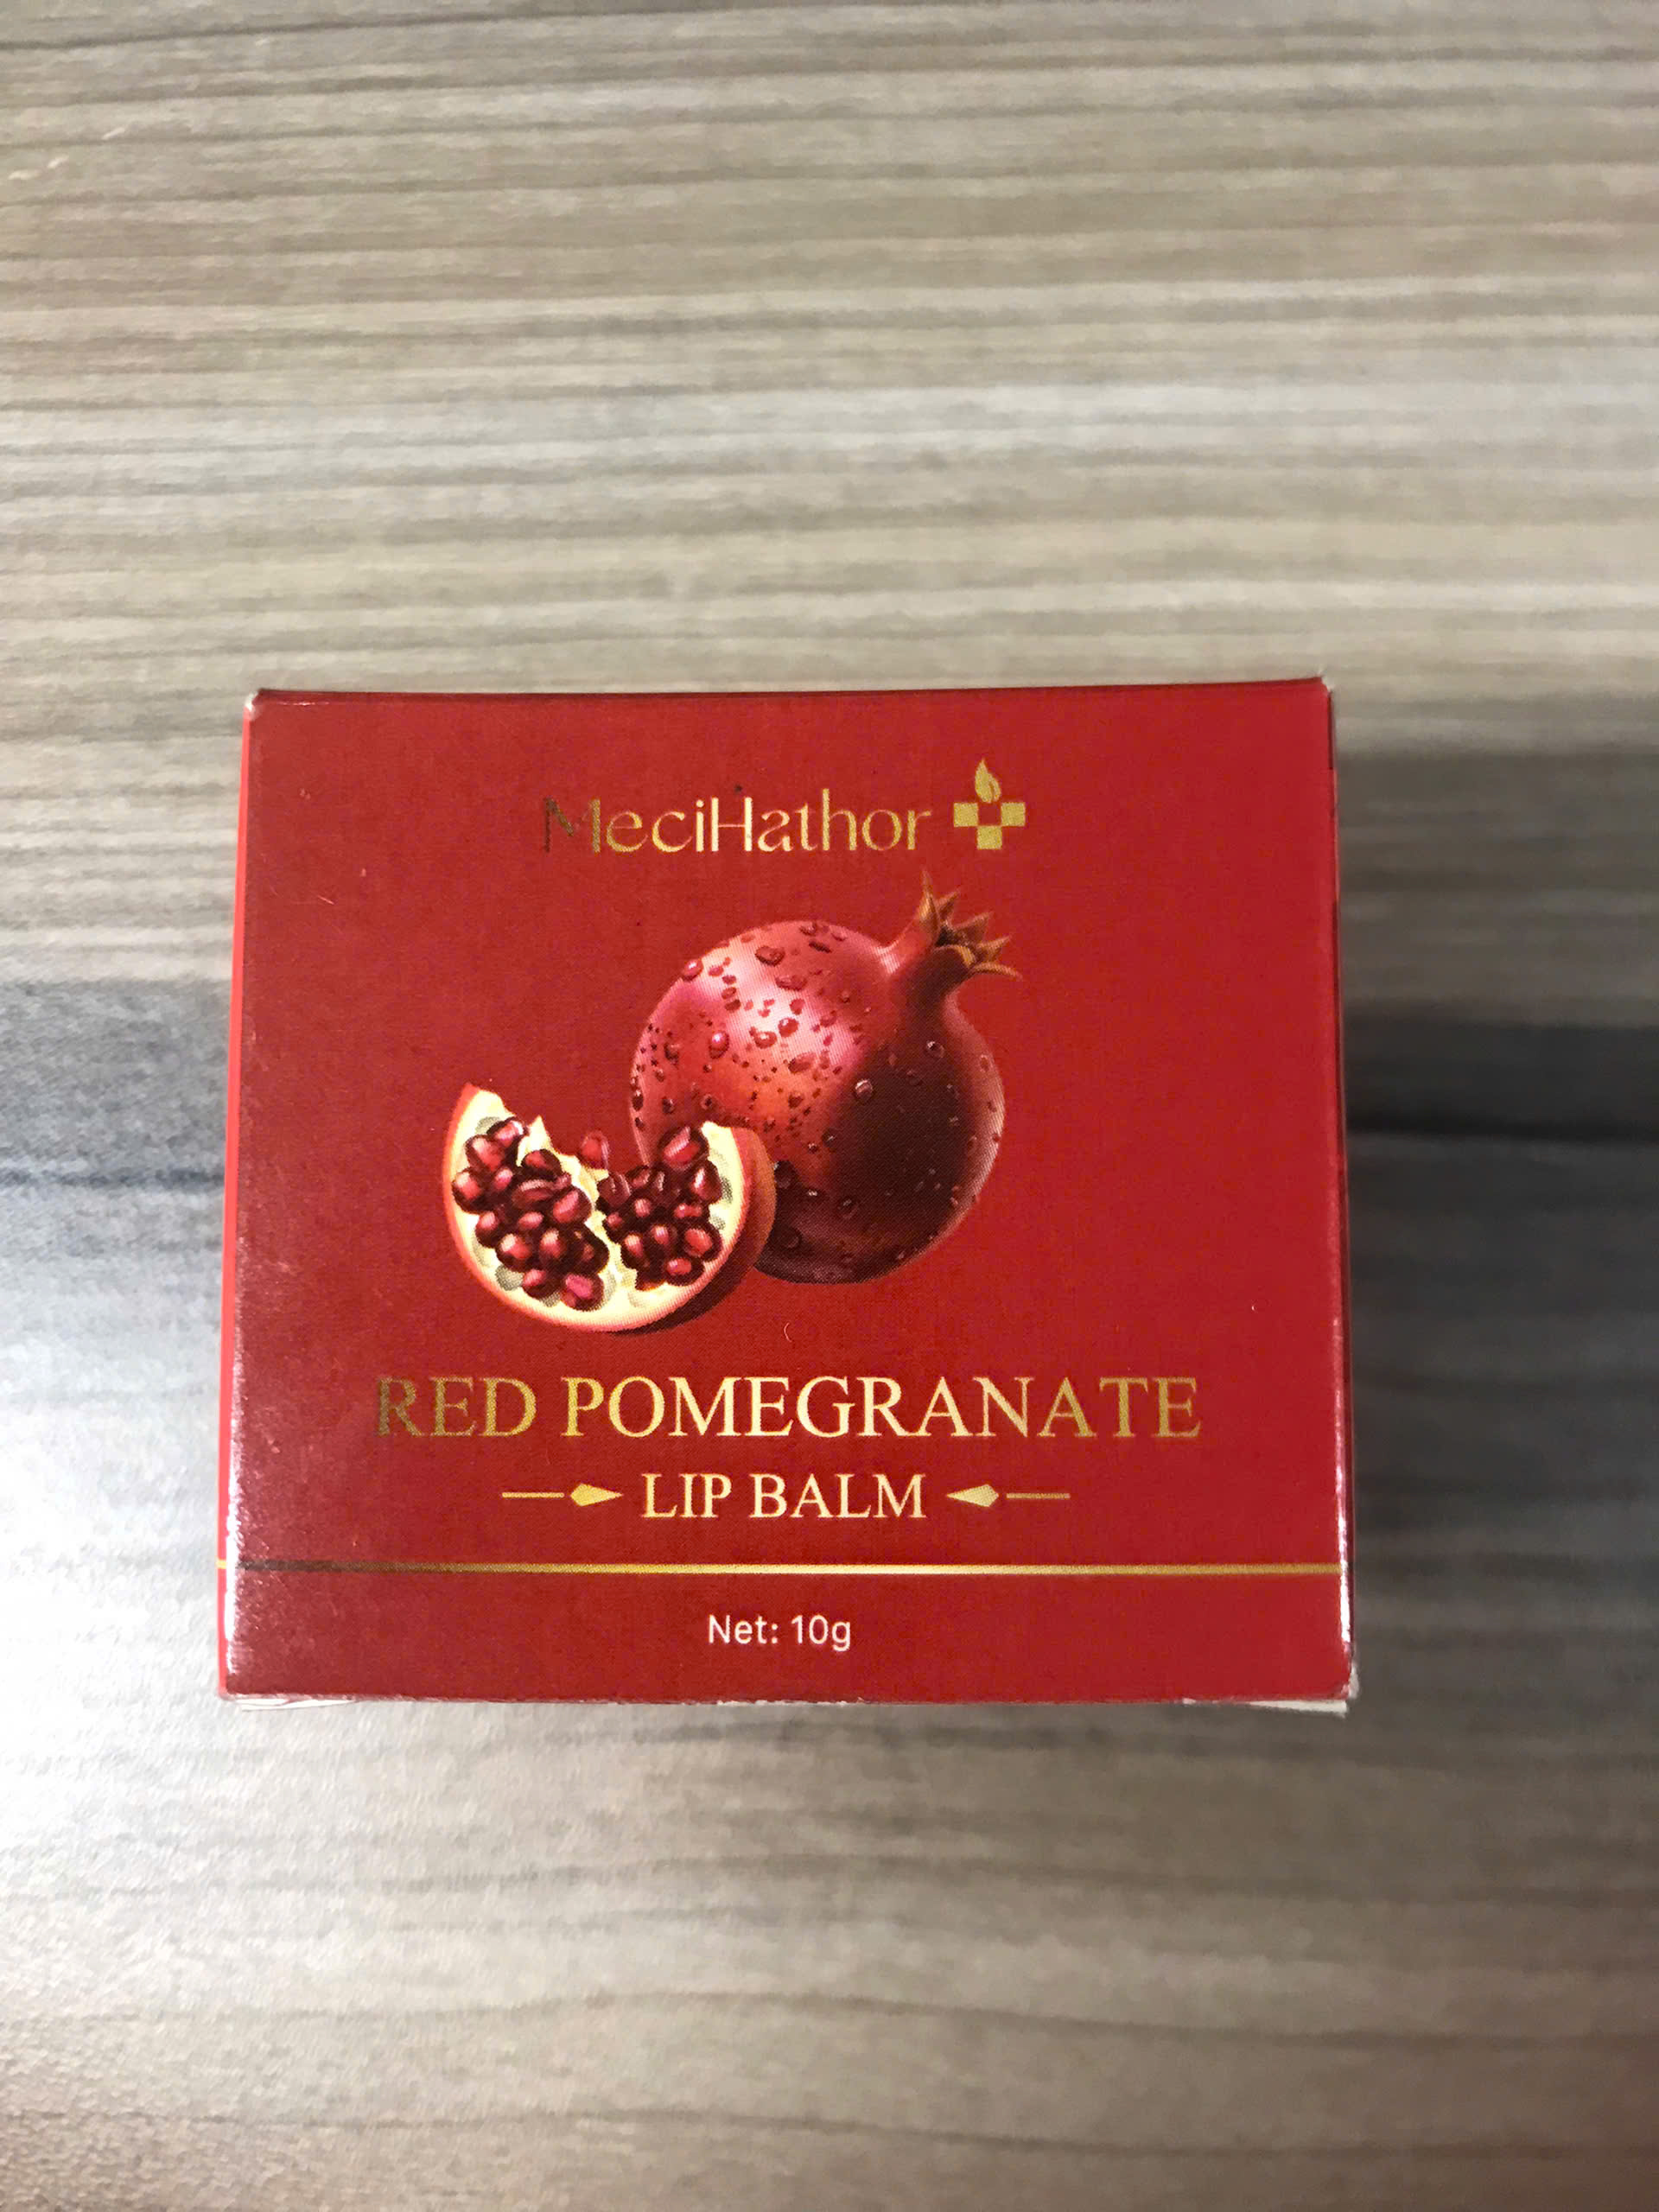 MeciHathor
RED POMEGRANATE
LIP BALM
Net: 10g